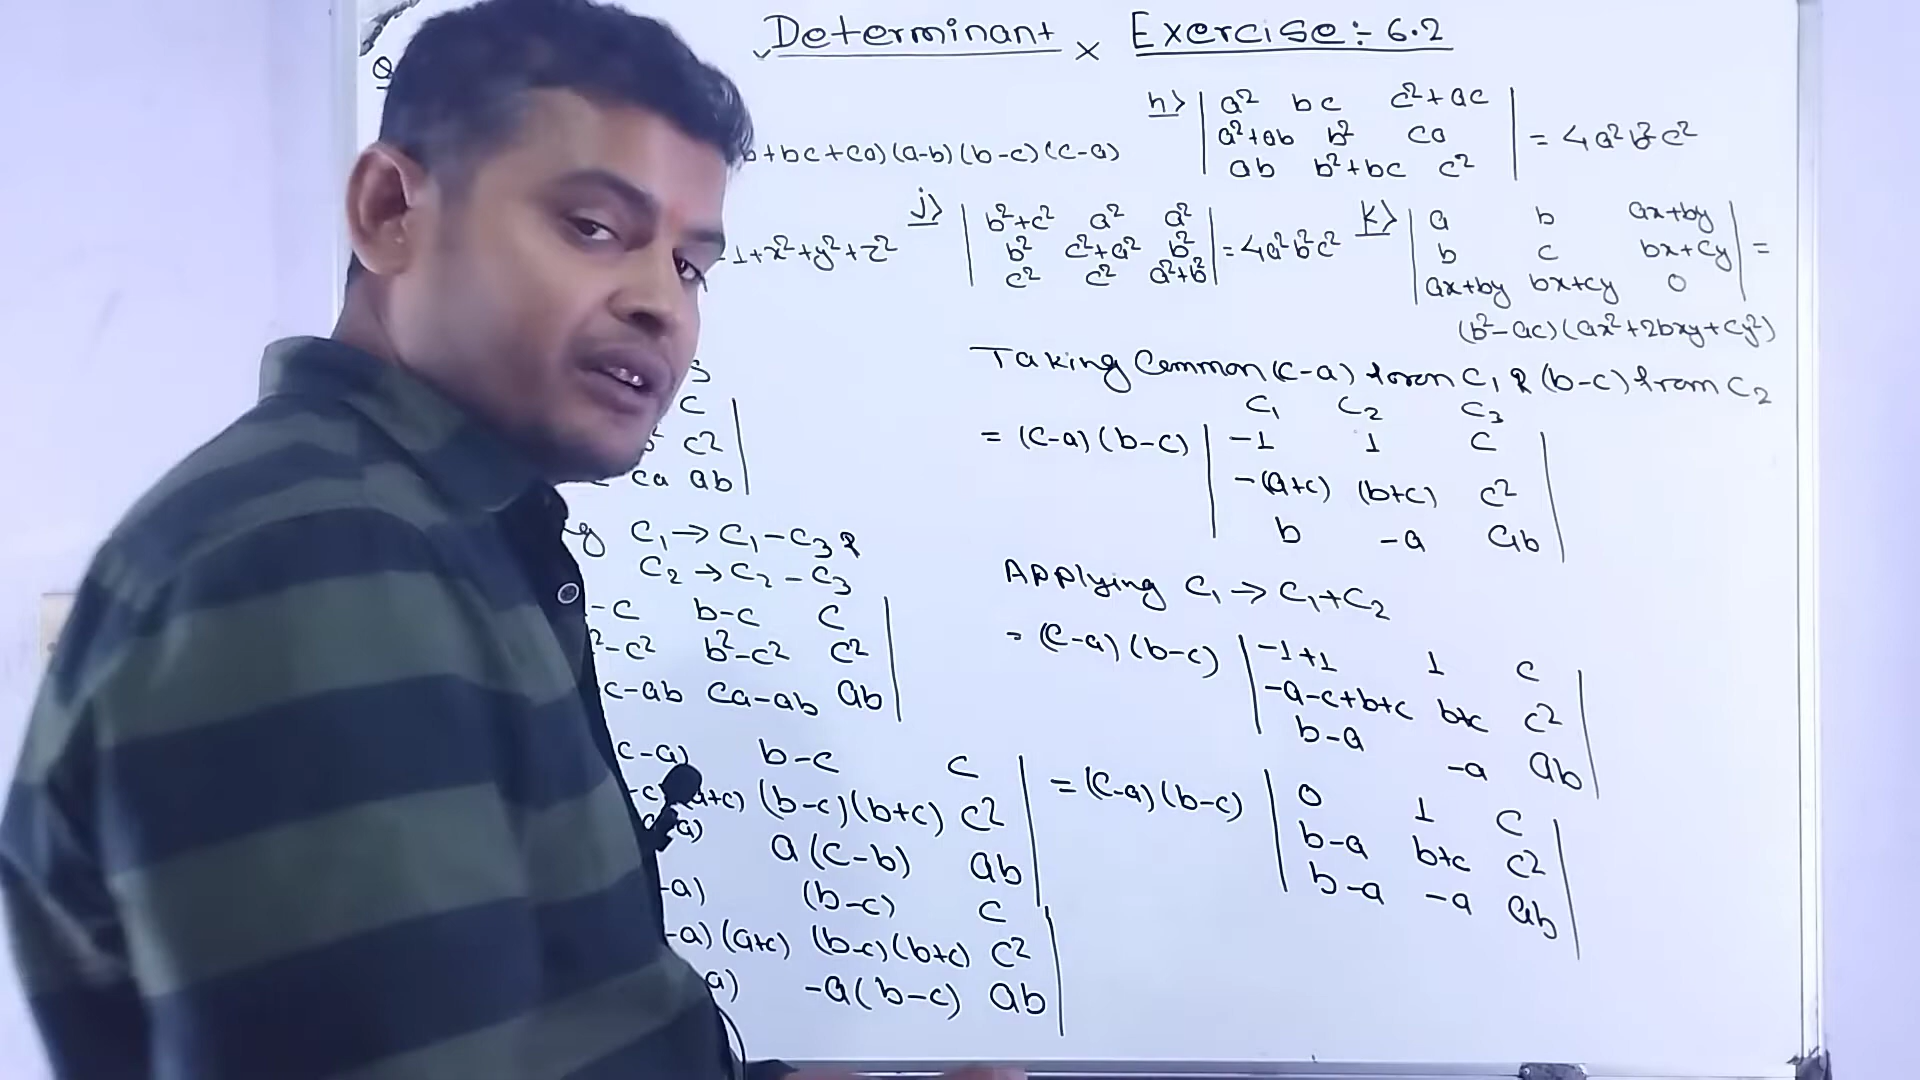 Determinant × Exercise:- 6.2
Q
h> | a² bc c²+ac |
| a²+ab b² ca | = 4a²b²c²
| ab b²+bc c² |
b+bc+ca)(a-b)(b-c)(c-a)
j> | b²+c² a² a² |
| b² c²+a² b² | = 4a²b²c²
| c² c² a²+b² |
1+x²+y²+z²
k> | a b ax+by |
| b c bx+cy | =
| ax+by bx+cy 0 |
(b²-ac)(ax²+2bxy+cy²)
3
c |
c² |
ca ab |
C₁→C₁-C₃ &
C₂→C₂-C₃
-c b-c c |
²-c² b²-c² c² |
c-ab ca-ab ab |
c-a) b-c c |
-c) (a+c) (b-c)(b+c) c² |
a) a(c-b) ab |
-a) (b-c) c |
-a)(a+c) (b-c)(b+c) c² |
a) -a(b-c) ab |
Taking Common (c-a) from C₁ & (b-c) from C₂
C₁ C₂ C₃
= (c-a)(b-c) | -1 1 c |
| -(a+c) (b+c) c² |
| b -a ab |
Applying C₁→C₁+C₂
= (c-a)(b-c) | -1+1 1 c |
| -a-c+b+c b+c c² |
| b-a -a ab |
= (c-a)(b-c) | 0 1 c |
| b-a b+c c² |
| b-a -a ab |